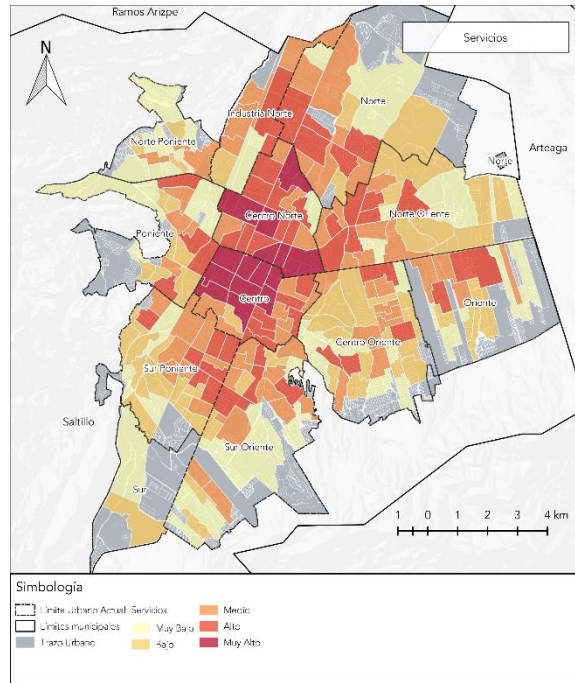 Ramos Arizpe
Servicios
N
Norte
Industria Norte
Arteaga
Norte Poniente
Norte
Centro Norte
Norte Oriente
Poniente
Centro
Oriente
Centro Oriente
Sur Poniente
Saltillo
Sur Oriente
Sur
1 0 1 2 3 4 km
Simbología
Límite Urbano Actual Servicios Medio
Límites municipales Muy Bajo Alto
Trazo Urbano Bajo Muy Alto